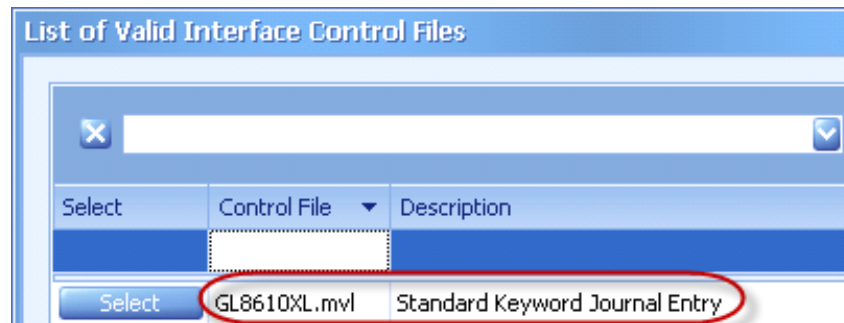 List of Valid Interface Control Files
Select Control File Description
Select GL8610XL.mvl Standard Keyword Journal Entry